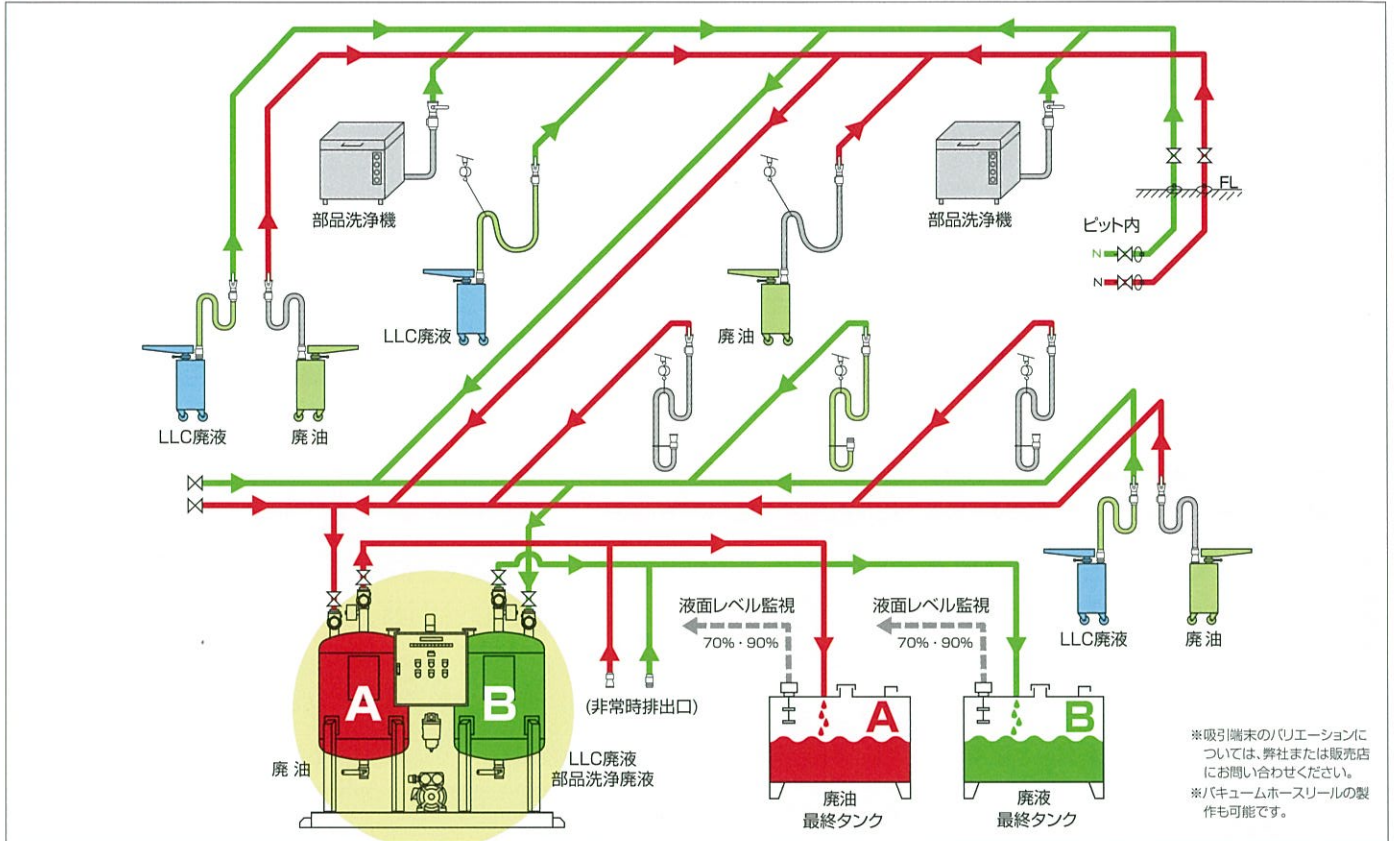 部品洗浄機
部品洗浄機
FL
ピット内
N
N
LLC廃液
廃油
LLC廃液
廃油
LLC廃液
廃油
液面レベル監視
70%・90%
液面レベル監視
70%・90%
A
B
(非常時排出口)
A
B
廃油
LLC廃液
部品洗浄廃液
廃油
最終タンク
廃液
最終タンク
※吸引端末のバリエーションに
ついては、弊社または販売店
にお問い合わせください。
※バキュームホースリールの製
作も可能です。